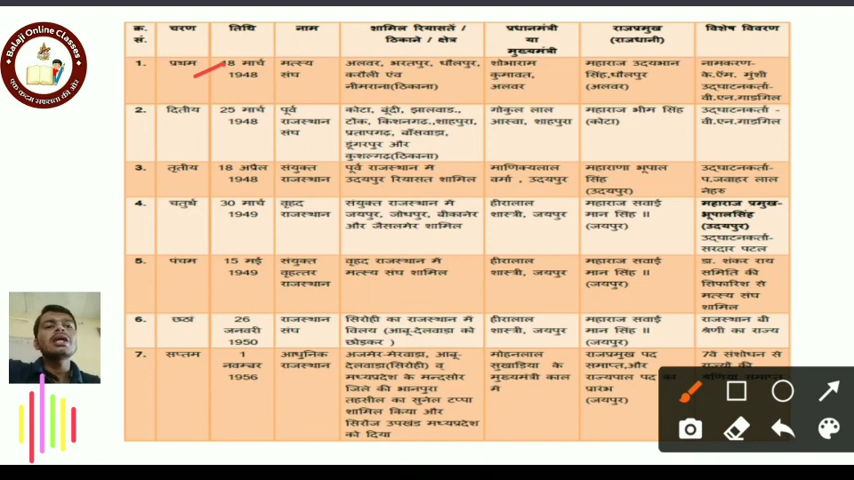 Balaji Online Classes
एक कदम सफलता की ओर
क्र. सं. चरण तिथि नाम शामिल रियासतें / ठिकाने / क्षेत्र प्रधानमंत्री या मुख्यमंत्री राजप्रमुख (राजधानी) विशेष विवरण
1. प्रथम 18 मार्च मत्स्य अलवर, भरतपुर, धौलपुर, शोभाराम महाराज उदयभान नामकरण-
1948 संघ करौली एंव कुमावत, सिंह,धौलपुर के.एँम. मुंशी
नीमराना(ठिकाना) अलवर (अलवर) उद्घाटनकर्ता-
वी.एन.गाडगिल
2. दितीय 25 मार्च पूर्व कोटा, बूंदी, झालवाड., गोकुल लाल महाराज भीम सिंह उद्घाटनकर्ता -
1948 राजस्थान टोंक, किशनगढ.,शाहपुरा, आस्वा, शाहपुरा (कोटा) वी.एन.गाडगिल
संघ प्रतापगढ, बाँसवाडा,
डूंगरपुर और
कुशलगढ(ठिकाना)
3. तृतीय 18 अप्रैल संयुक्त पूर्व राजस्थान में माणिक्यलाल महाराणा भूपाल उद्घाटनकर्ता-
1948 राजस्थान उदयपुर रियासत शामिल वर्मा , उदयपुर सिंह प.जवाहर लाल
(उदयपुर) नेहरु
4. चतुर्थ 30 मार्च वृहद संयुक्त राजस्थान में हीरालाल महाराज सवाई महाराज प्रमुख-
1949 राजस्थान जयपुर, जोधपुर, बीकानेर शास्त्री, जयपुर मान सिंह II भूपालसिंह
और जैसलमेर शामिल (जयपुर) (उदयपुर)
उद्घाटनकर्ता-
सरदार पटल
5. पंचम 15 मई संयुक्त वृहद राजस्थान में हीरालाल महाराज सवाई डा. शंकर राय
1949 वृहत्तर मत्स्य संघ शामिल शास्त्री, जयपुर मान सिंह II समिति की
राजस्थान (जयपुर) सिफारिश से
मत्स्य संघ
शामिल
6. छठां 26 राजस्थान सिरोही का राजस्थान में हीरालाल महाराज सवाई राजस्थान बी
जनवरी संघ विलय (आबू-देलवाडा को शास्त्री, जयपुर मान सिंह II श्रेणी का राज्य
1950 छोडकर ) (जयपुर)
7. सप्तम 1 आधुनिक अजमेर-मेरवाडा, आबू- मोहनलाल राजप्रमुख पद 7वें संशोधन से
नवम्बर राजस्थान देलवाडा(सिरोही) व सुखाड़िया के समाप्त,और राज्यों की
1956 मध्यप्रदेश के मन्दसोर मुख्यमंत्री काल राज्यपाल पद का
जिले की भानपुरा में प्रारंभ
तहसील का सुनेल टप्पा (जयपुर)
शामिल किया और
सिरोंज उपखंड मध्यप्रदेश
को दिया